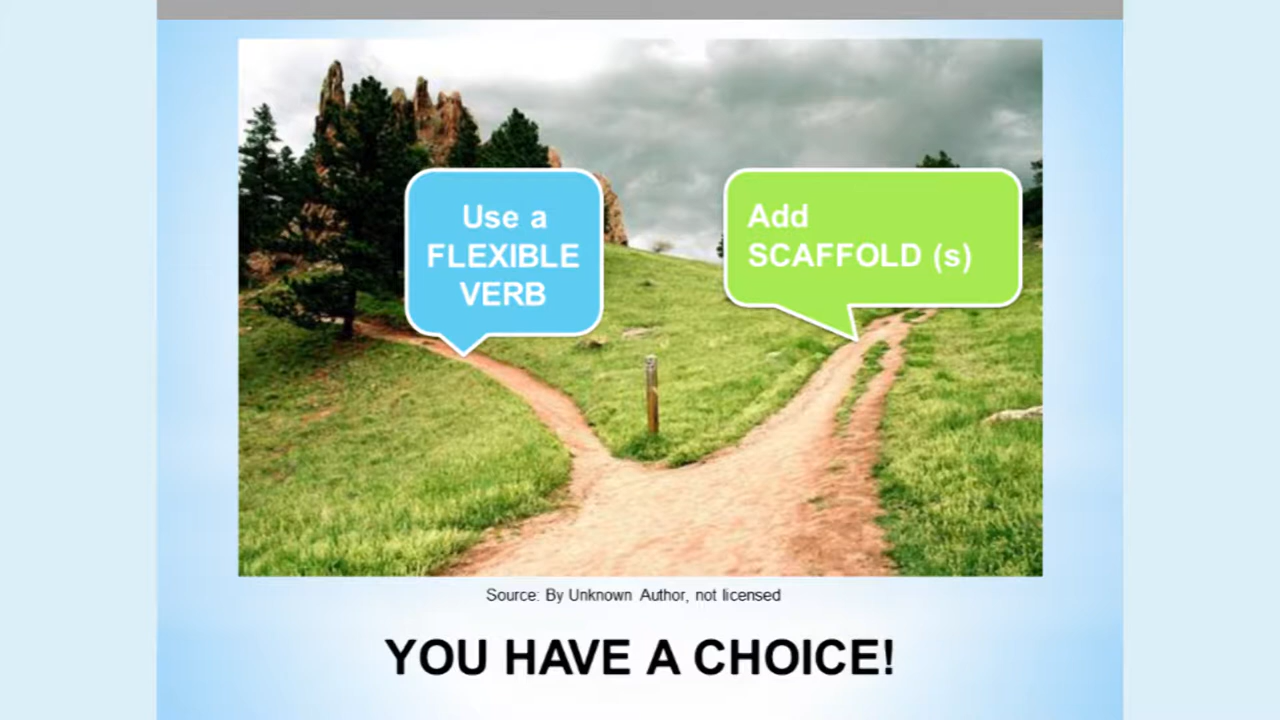 Use a
FLEXIBLE
VERB
Add
SCAFFOLD (s)
Source: By Unknown Author, not licensed
YOU HAVE A CHOICE!